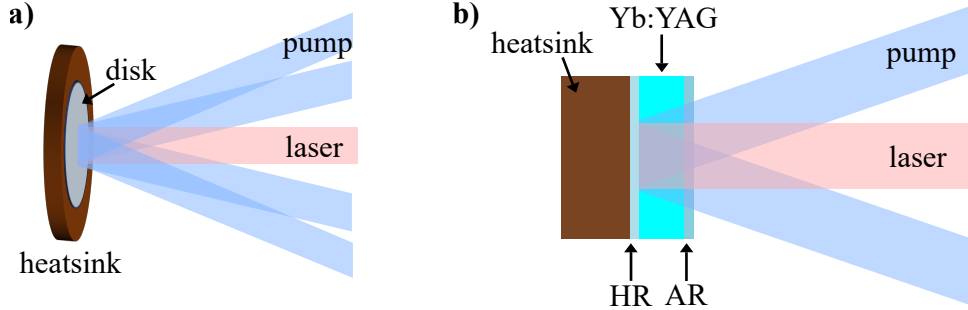 a)
pump
disk
laser
heatsink
b)
Yb:YAG
heatsink
pump
laser
HR
AR